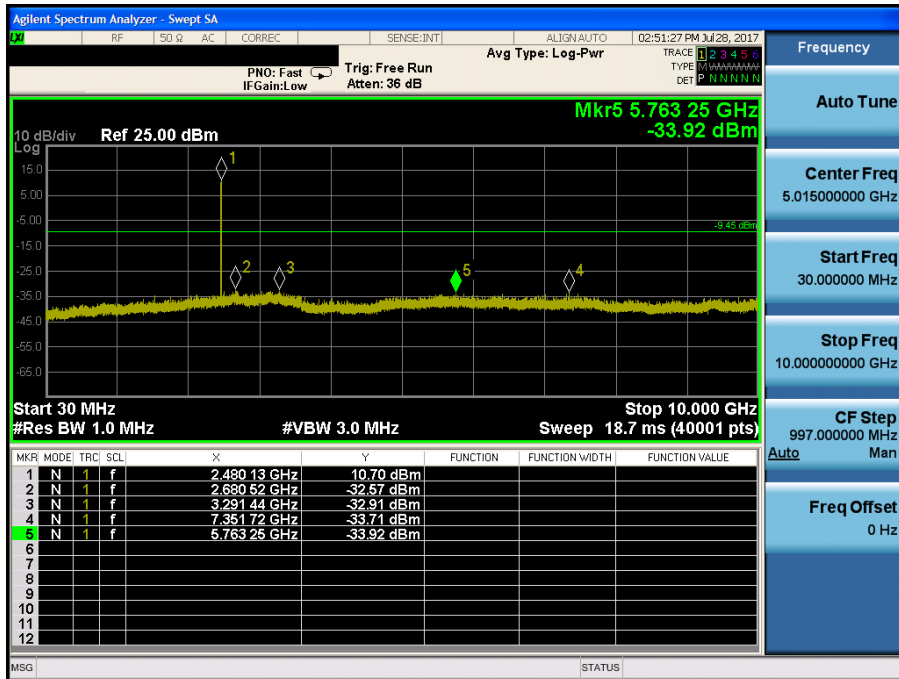 Agilent Spectrum Analyzer - Swept SA
LXI RF 50 Ω AC CORREC SENSE:INT ALIGN AUTO 02:51:27 PM Jul 28, 2017
Avg Type: Log-Pwr TRACE 1 2 3 4 5 6
PNO: Fast Trig: Free Run TYPE MWWWWW
IFGain:Low Atten: 36 dB DET P N N N N N
Mkr5 5.763 25 GHz
10 dB/div Ref 25.00 dBm -33.92 dBm
Log
15.0
5.00
-5.00
-9.45 dBm
-15.0
-25.0
-35.0
-45.0
-55.0
-65.0
1
2 3 5 4
Start 30 MHz Stop 10.000 GHz
#Res BW 1.0 MHz #VBW 3.0 MHz Sweep 18.7 ms (40001 pts)
MKR MODE TRC SCL X Y FUNCTION FUNCTION WIDTH FUNCTION VALUE
1 N 1 f 2.480 13 GHz 10.70 dBm
2 N 1 f 2.680 52 GHz -32.57 dBm
3 N 1 f 3.291 44 GHz -32.91 dBm
4 N 1 f 7.351 72 GHz -33.71 dBm
5 N 1 f 5.763 25 GHz -33.92 dBm
6
7
8
9
10
11
12
MSG STATUS
Frequency
Auto Tune
Center Freq
5.015000000 GHz
Start Freq
30.000000 MHz
Stop Freq
10.000000000 GHz
CF Step
997.000000 MHz
Auto Man
Freq Offset
0 Hz